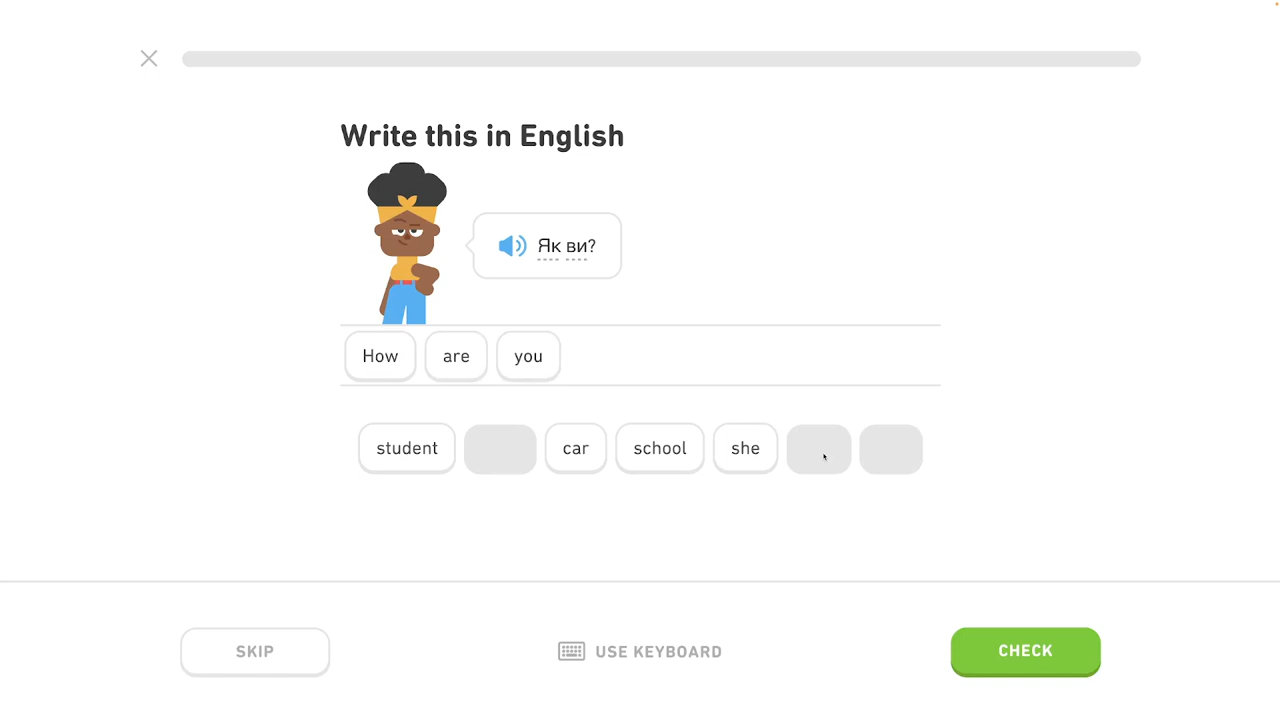 Write this in English
Як ви?
How are you
student car school she
SKIP USE KEYBOARD CHECK